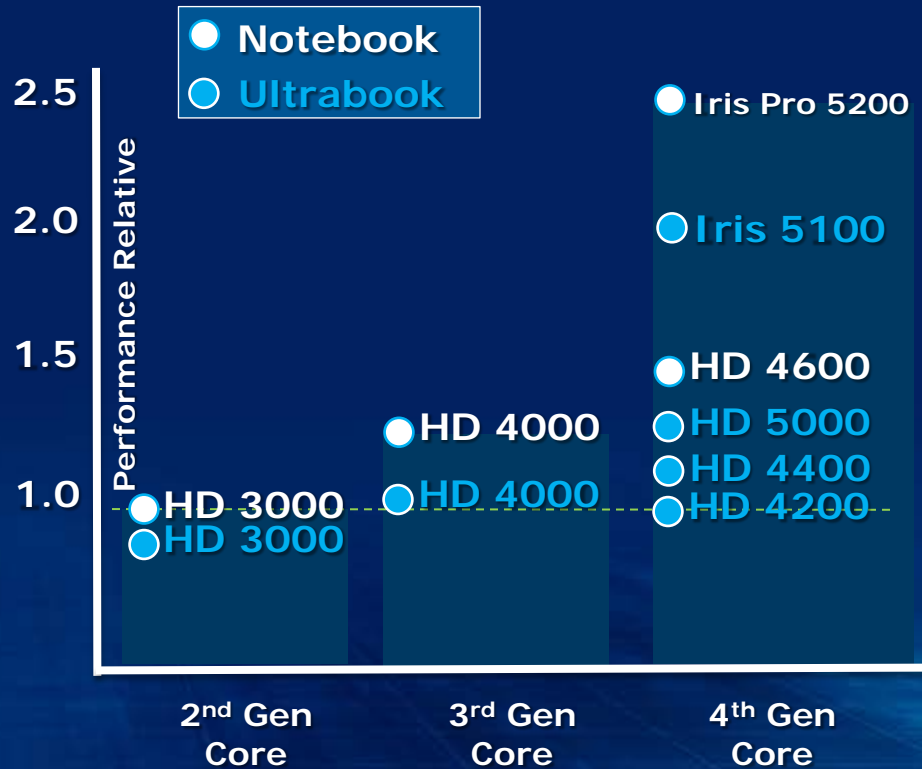 Notebook
Ultrabook
2.5
2.0
1.5
1.0
Performance Relative
Iris Pro 5200
Iris 5100
HD 4600
HD 5000
HD 4400
HD 4200
HD 4000
HD 4000
HD 3000
HD 3000
2nd Gen
Core
3rd Gen
Core
4th Gen
Core